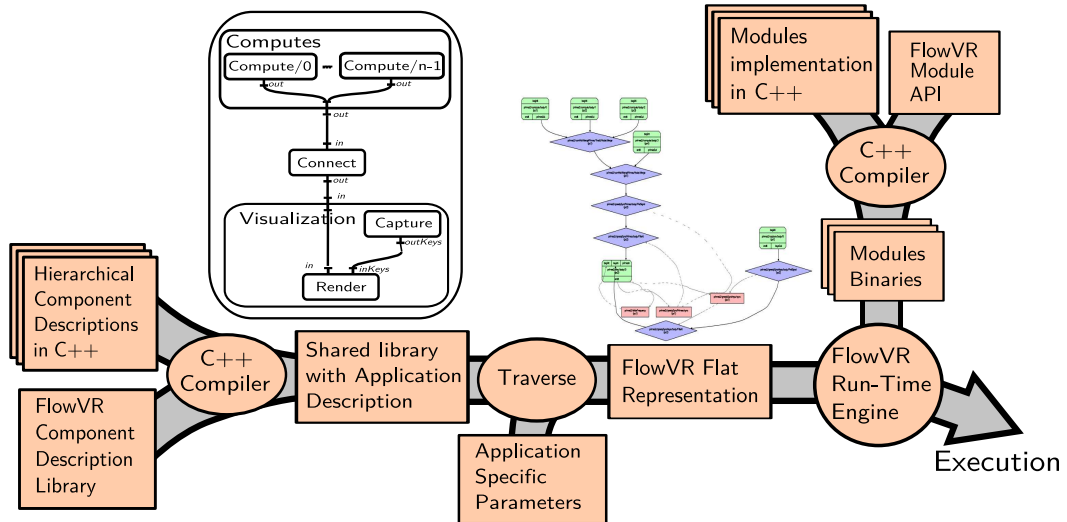 Computes
Compute/0
Compute/n-1
out
out
out
in
Connect
out
in
Visualization
Capture
outKeys
in
inKeys
Render
Modules
implementation
in C++
FlowVR
Module
API
C++
Compiler
Modules
Binaries
Hierarchical
Component
Descriptions
in C++
FlowVR
Component
Description
Library
C++
Compiler
Shared library
with Application
Description
Traverse
Application
Specific
Parameters
FlowVR Flat
Representation
FlowVR
Run-Time
Engine
Execution